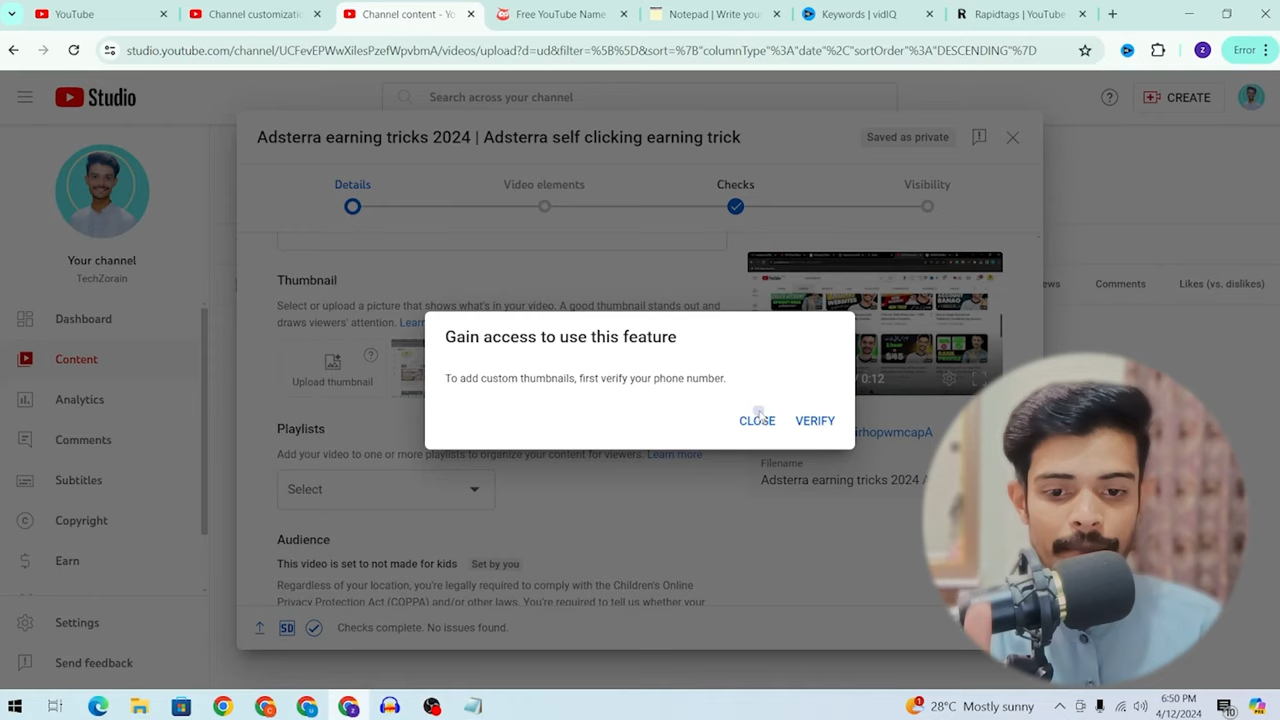 YouTube
Channel customizati
Channel content - Yo
Free YouTube Name
Notepad | Write your
Keywords | vidIQ
Rapidtags | YouTube
studio.youtube.com/channel/UCFevEPWwXilesPzefWpvbmA/videos/upload?d=ud&filter=%5B%5D&sort=%7B"columnType"%3A"date"%2C"sortOrder"%3A"DESCENDING"%7D
Z
Error
Studio
Search across your channel
CREATE
Adsterra earning tricks 2024 | Adsterra self clicking earning trick
Saved as private
Details
Video elements
Checks
Visibility
Your channel
TechZorain
Thumbnail
Select or upload a picture that shows what's in your video. A good thumbnail stands out and
draws viewers' attention.
Upload thumbnail
ews
Comments
Likes (vs. dislikes)
Gain access to use this feature
To add custom thumbnails, first verify your phone number.
CLOSE
VERIFY
/ 0:12
Dashboard
Content
Analytics
Comments
Subtitles
Copyright
Earn
Settings
Send feedback
Playlists
Add your video to one or more playlists to organize your content for viewers. Learn more
Select
irhopwmcapA
Filename
Adsterra earning tricks 2024
Audience
This video is set to not made for kids
Set by you
Regardless of your location, you're legally required to comply with the Children's Online
Privacy Protection Act (COPPA) and/or other laws. You're required to tell us whether your
SD
Checks complete. No issues found.
28°C Mostly sunny
6:50 PM
4/12/2024
10